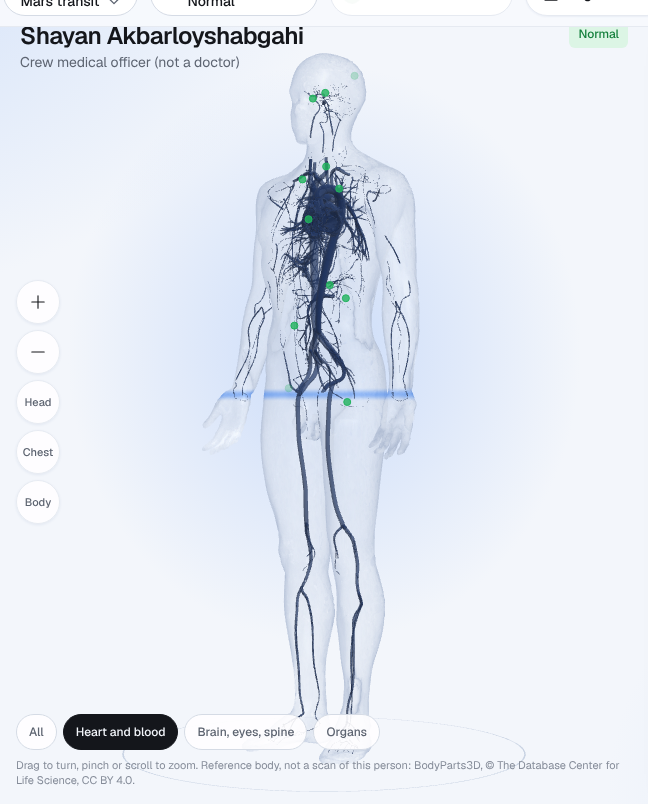 Mars transit
Normal
Shayan Akbarloyshabgahi
Normal
Crew medical officer (not a doctor)
Head
Chest
Body
All
Heart and blood
Brain, eyes, spine
Organs
Drag to turn, pinch or scroll to zoom. Reference body, not a scan of this person: BodyParts3D, © The Database Center for
Life Science, CC BY 4.0.